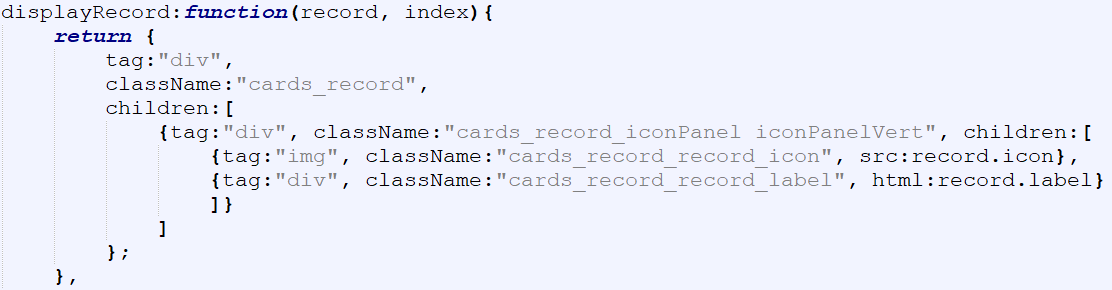 displayRecord:function(record, index){
    return {
        tag:"div",
        className:"cards_record",
        children:[
            {tag:"div", className:"cards_record_iconPanel iconPanelVert", children:[
                {tag:"img", className:"cards_record_record_icon", src:record.icon},
                {tag:"div", className:"cards_record_record_label", html:record.label}
                ]}
            ]
        };
    },